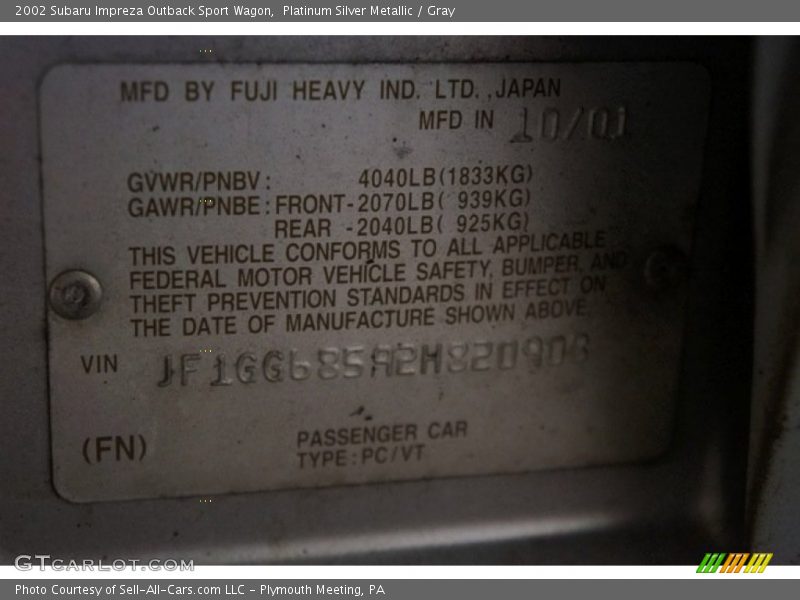 2002 Subaru Impreza Outback Sport Wagon,  Platinum Silver Metallic / Gray
MFD BY FUJI HEAVY IND. LTD.,JAPAN
MFD IN 10/01
GVWR/PNBV: 4040LB(1833KG)
GAWR/PNBE:FRONT-2070LB( 939KG)
REAR -2040LB( 925KG)
THIS VEHICLE CONFORMS TO ALL APPLICABLE
FEDERAL MOTOR VEHICLE SAFETY, BUMPER, AND
THEFT PREVENTION STANDARDS IN EFFECT ON
THE DATE OF MANUFACTURE SHOWN ABOVE.
VIN
(FN)
PASSENGER CAR
TYPE:PC/VT
GTCARLOT.COM
Photo Courtesy of Sell-All-Cars.com LLC - Plymouth Meeting, PA